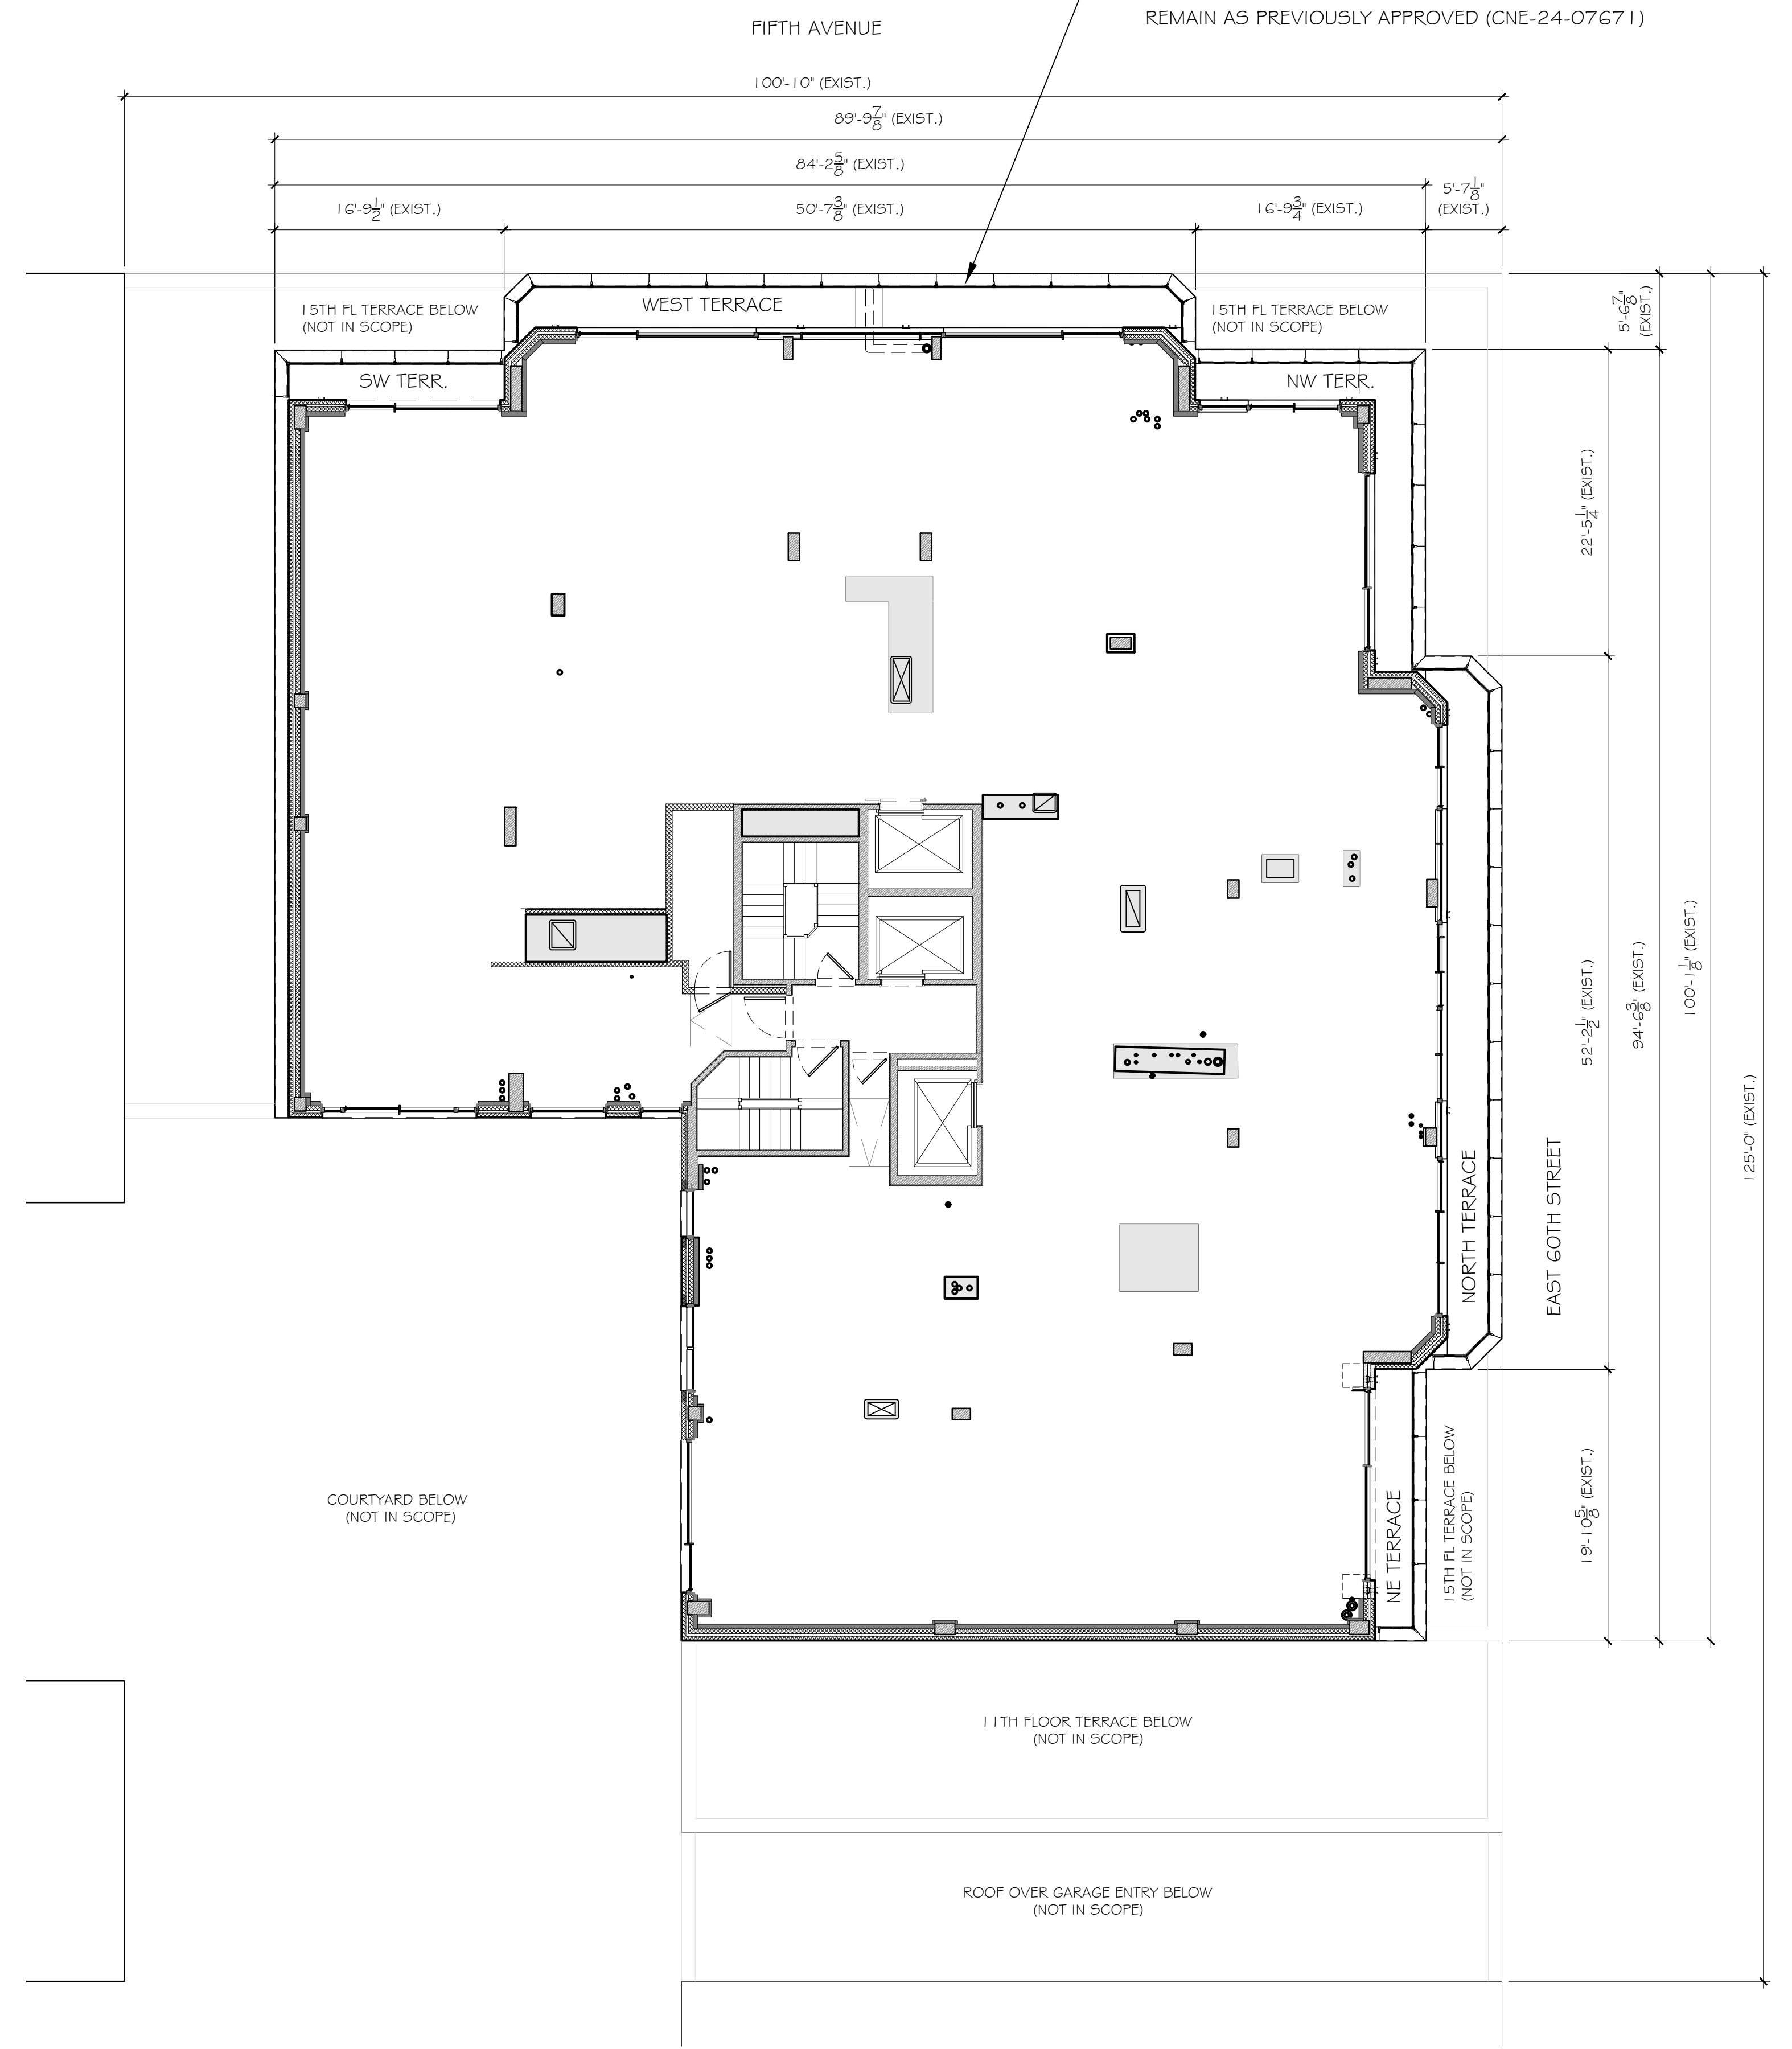 FIFTH AVENUE
REMAIN AS PREVIOUSLY APPROVED (CNE-24-07671)
100'-10" (EXIST.)
89'-9 7/8" (EXIST.)
84'-2 5/8" (EXIST.)
16'-9 1/2" (EXIST.)
50'-7 3/8" (EXIST.)
16'-9 3/4" (EXIST.)
5'-7 1/8"
(EXIST.)
15TH FL TERRACE BELOW
(NOT IN SCOPE)
WEST TERRACE
15TH FL TERRACE BELOW
(NOT IN SCOPE)
5'-6 7/8"
(EXIST.)
SW TERR.
NW TERR.
22'-5 1/4" (EXIST.)
52'-2 1/2" (EXIST.)
94'-6 3/8" (EXIST.)
100'-1 1/8" (EXIST.)
125'-0" (EXIST.)
NORTH TERRACE
EAST 60TH STREET
COURTYARD BELOW
(NOT IN SCOPE)
NE TERRACE
15TH FL TERRACE BELOW
(NOT IN SCOPE)
19'-10 5/8" (EXIST.)
11TH FLOOR TERRACE BELOW
(NOT IN SCOPE)
ROOF OVER GARAGE ENTRY BELOW
(NOT IN SCOPE)